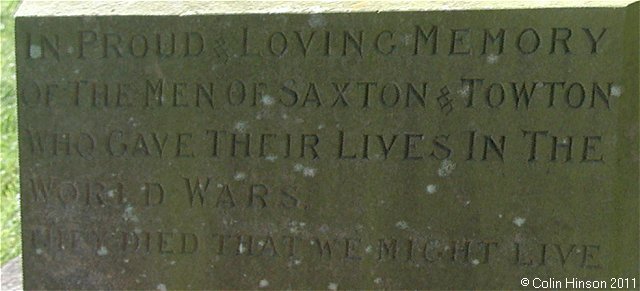 IN PROUD & LOVING MEMORY
OF THE MEN OF SAXTON & TOWTON
WHO GAVE THEIR LIVES IN THE
WORLD WARS.
THEY DIED THAT WE MIGHT LIVE
©Colin Hinson 2011